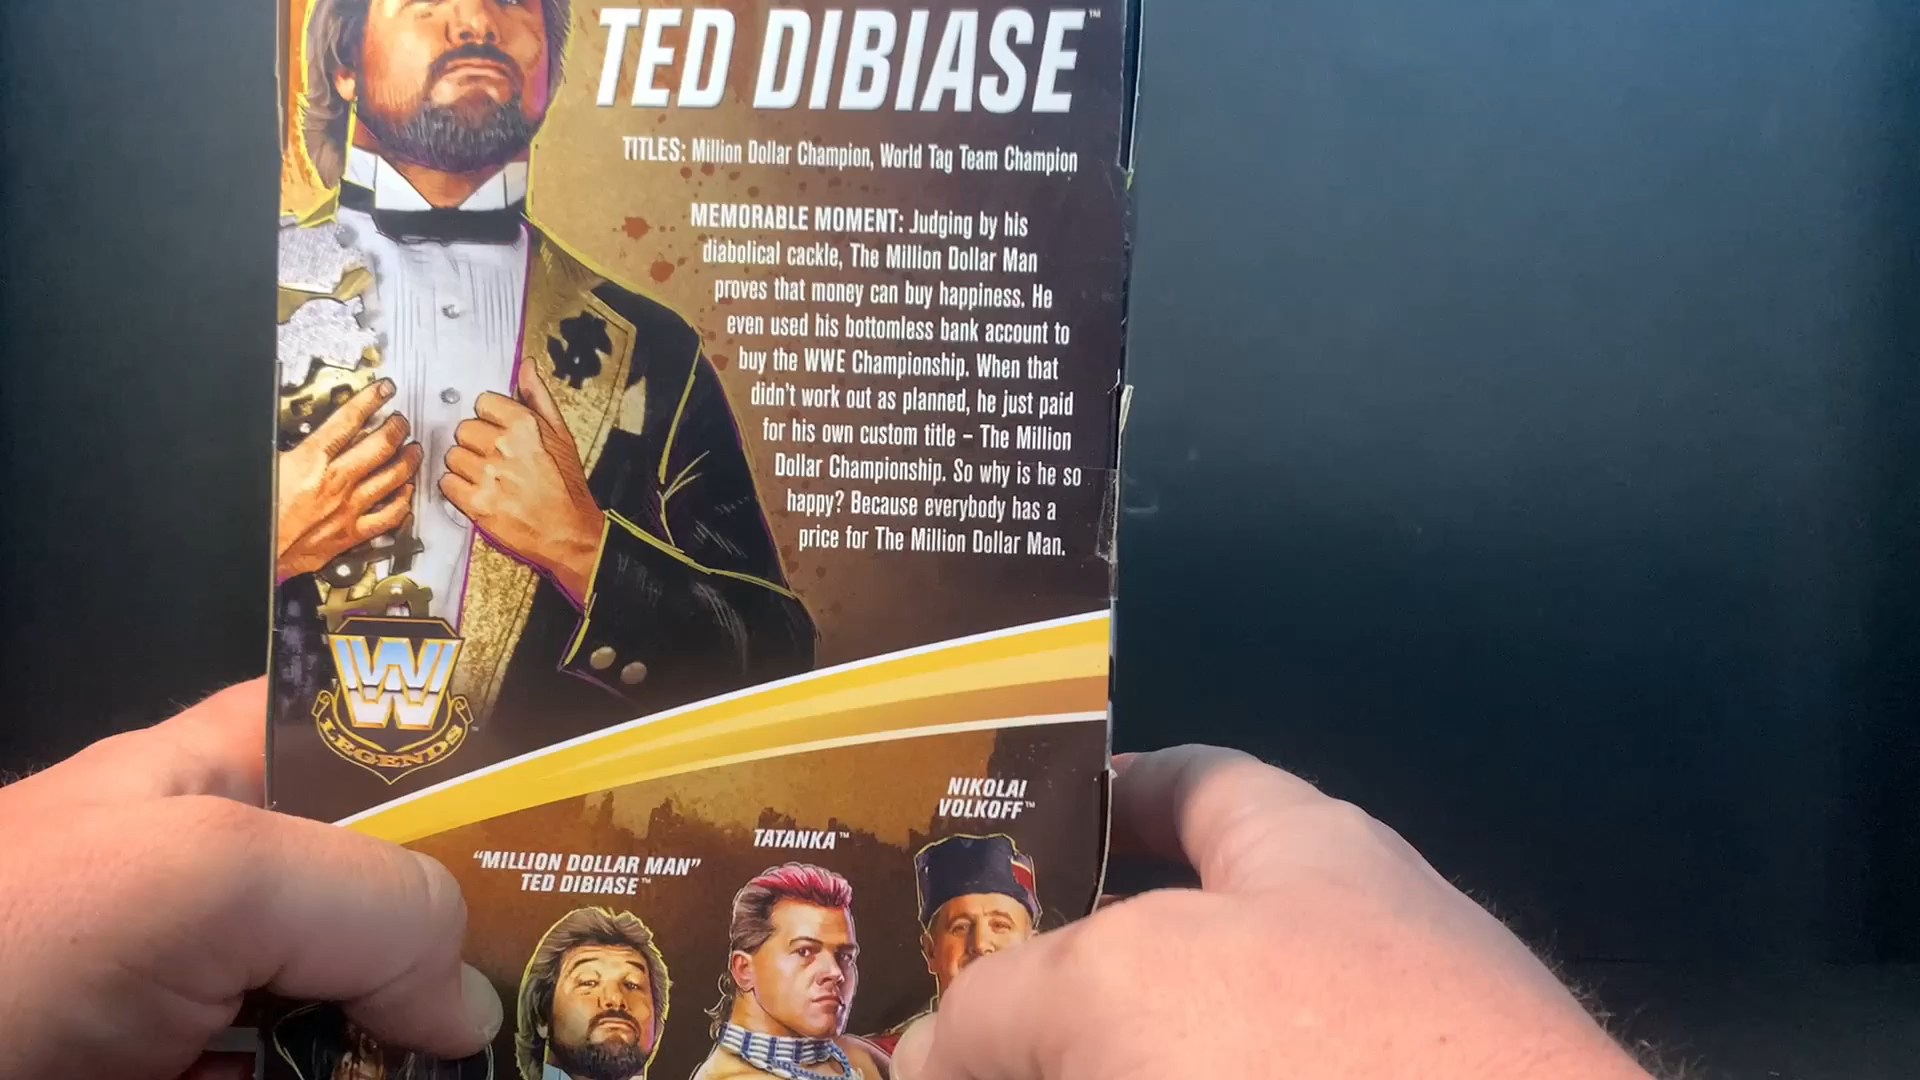 TED DIBIASE™
TITLES: Million Dollar Champion, World Tag Team Champion
MEMORABLE MOMENT: Judging by his
diabolical cackle, The Million Dollar Man
proves that money can buy happiness. He
even used his bottomless bank account to
buy the WWE Championship. When that
didn't work out as planned, he just paid
for his own custom title – The Million
Dollar Championship. So why is he so
happy? Because everybody has a
price for The Million Dollar Man.
W
LEGENDS™
NIKOLAI
VOLKOFF™
TATANKA™
"MILLION DOLLAR MAN"
TED DIBIASE™